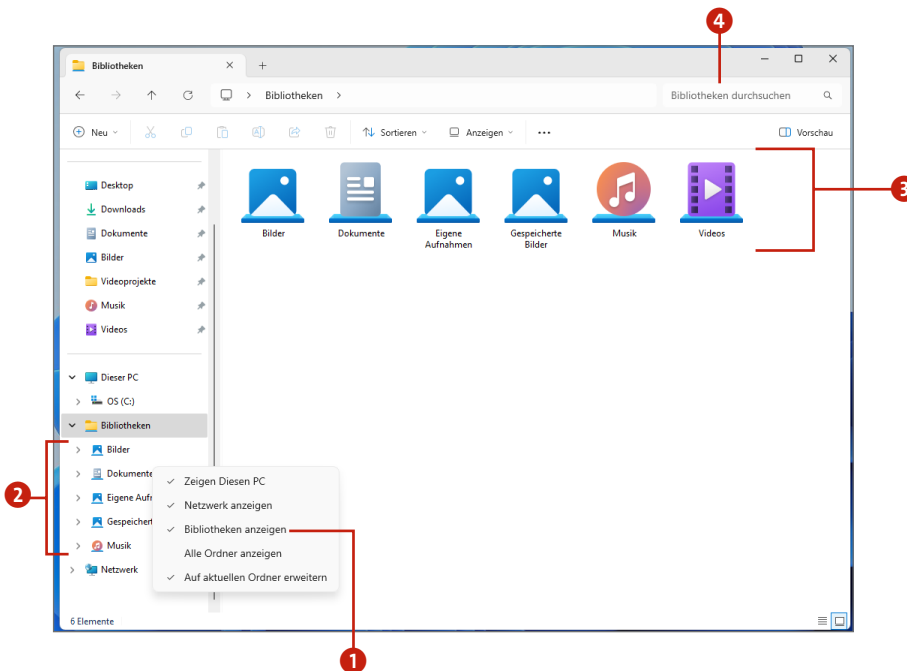 4
Bibliotheken
Bibliotheken
Bibliotheken durchsuchen
Neu
Sortieren
Anzeigen
Vorschau
3
Desktop
Downloads
Dokumente
Bilder
Videoprojekte
Musik
Videos
Bilder
Dokumente
Eigene
Aufnahmen
Gespeicherte
Bilder
Musik
Videos
Dieser PC
OS (C:)
Bibliotheken
2
Bilder
Dokumente
Eigene Aufn
Gespeichert
Musik
Netzwerk
Zeigen Diesen PC
Netzwerk anzeigen
Bibliotheken anzeigen
Alle Ordner anzeigen
Auf aktuellen Ordner erweitern
6 Elemente
1